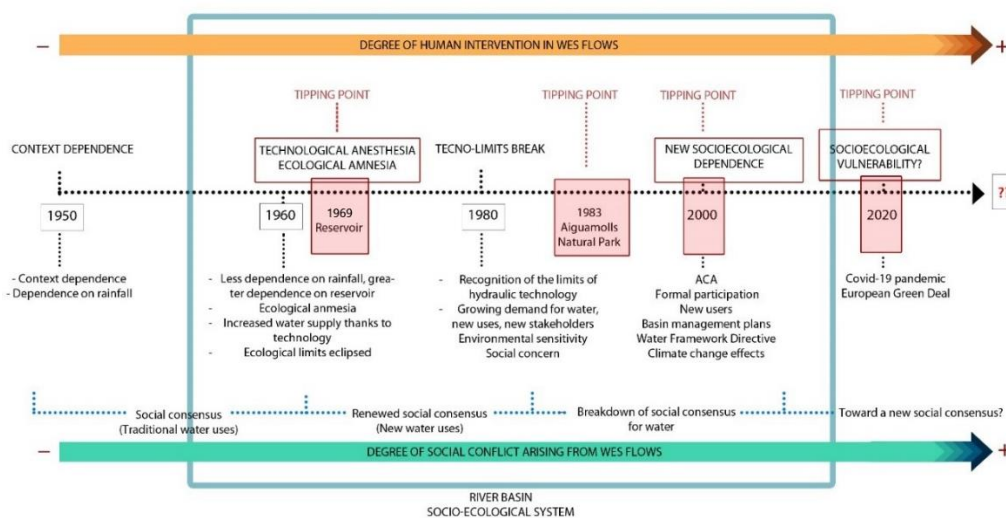 DEGREE OF HUMAN INTERVENTION IN WES FLOWS
−
+
TIPPING POINT
TIPPING POINT
TIPPING POINT
TIPPING POINT
CONTEXT DEPENDENCE
TECHNOLOGICAL ANESTHESIA
ECOLOGICAL AMNESIA
TECNO-LIMITS BREAK
NEW SOCIOECOLOGICAL
DEPENDENCE
SOCIOECOLOGICAL
VULNERABILITY?
?
1950
1960
1969
Reservoir
1980
1983
Aiguamolls
Natural Park
2000
2020
- Context dependence
- Dependence on rainfall
- Less dependence on rainfall, grea-
ter dependence on reservoir
- Ecological anmesia
- Increased water supply thanks to
technology
- Ecological limits eclipsed
- Recognition of the limits of
hydraulic technology
- Growing demand for water,
new uses, new stakeholders
Environmental sensitivity
Social concern
ACA
Formal participation
New users
Basin management plans
Water Framework Directive
Climate change effects
Covid-19 pandemic
European Green Deal
Social consensus
(Traditional water uses)
Renewed social consensus
(New water uses)
Breakdown of social consensus
for water
Toward a new social consensus?
−
DEGREE OF SOCIAL CONFLICT ARISING FROM WES FLOWS
+
RIVER BASIN
SOCIO-ECOLOGICAL SYSTEM